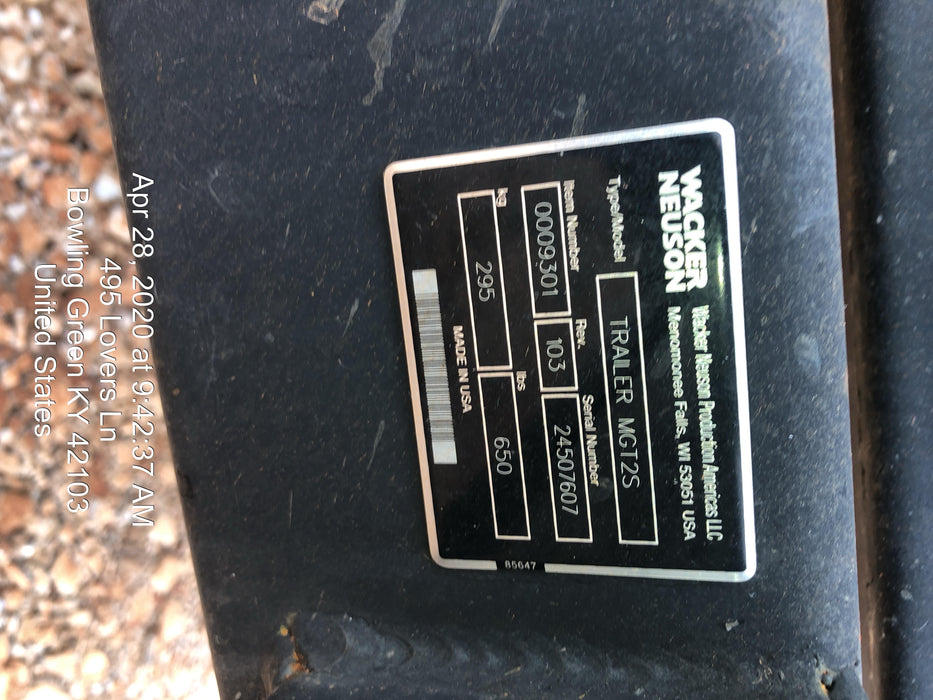 WACKER
NEUSON
Wacker Neuson Production Americas LLC
Menomonee Falls, WI 53051 USA
Type/Model
TRAILER MGT2S
Item Number Rev. Serial Number
0009301 103 24507607
kg lbs
295 650
MADE IN USA
85647
Apr 28, 2020 at 9:42:37 AM
495 Lovers Ln
Bowling Green KY 42103
United States